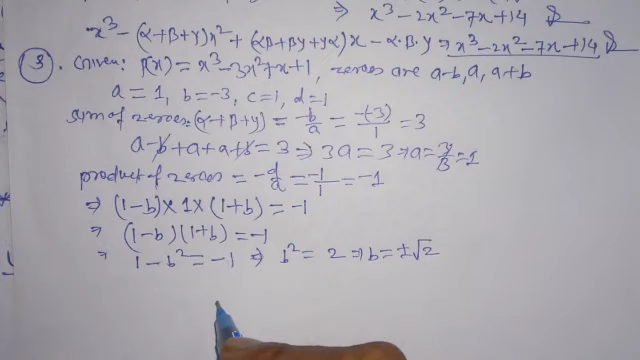 ⇒ x³ - 2x² - 7x + 14
x³ - (α+β+γ)x² + (αβ+βγ+γα)x - α·β·γ ⇒ x³ - 2x² - 7x + 14
3. Given: f(x) = x³ - 3x² + x + 1, zeroes are a-b, a, a+b
a = 1, b = -3, c = 1, d = 1
Sum of zeroes = (α+β+γ) = -b/a = -(-3)/1 = 3
a - b + a + a + b = 3 ⇒ 3a = 3 ⇒ a = 3/3 = 1
product of zeroes = -d/a = -1/1 = -1
⇒ (1-b) × 1 × (1+b) = -1
⇒ (1-b)(1+b) = -1
⇒ 1 - b² = -1 ⇒ b² = 2 ⇒ b = ±√2